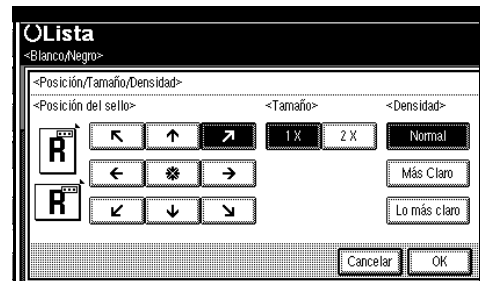 Lista
<Blanco/Negro>
<Posición/Tamaño/Densidad>
<Posición del sello> <Tamaño> <Densidad>
R
1 X 2 X Normal
Más Claro
R
Lo más claro
Cancelar OK